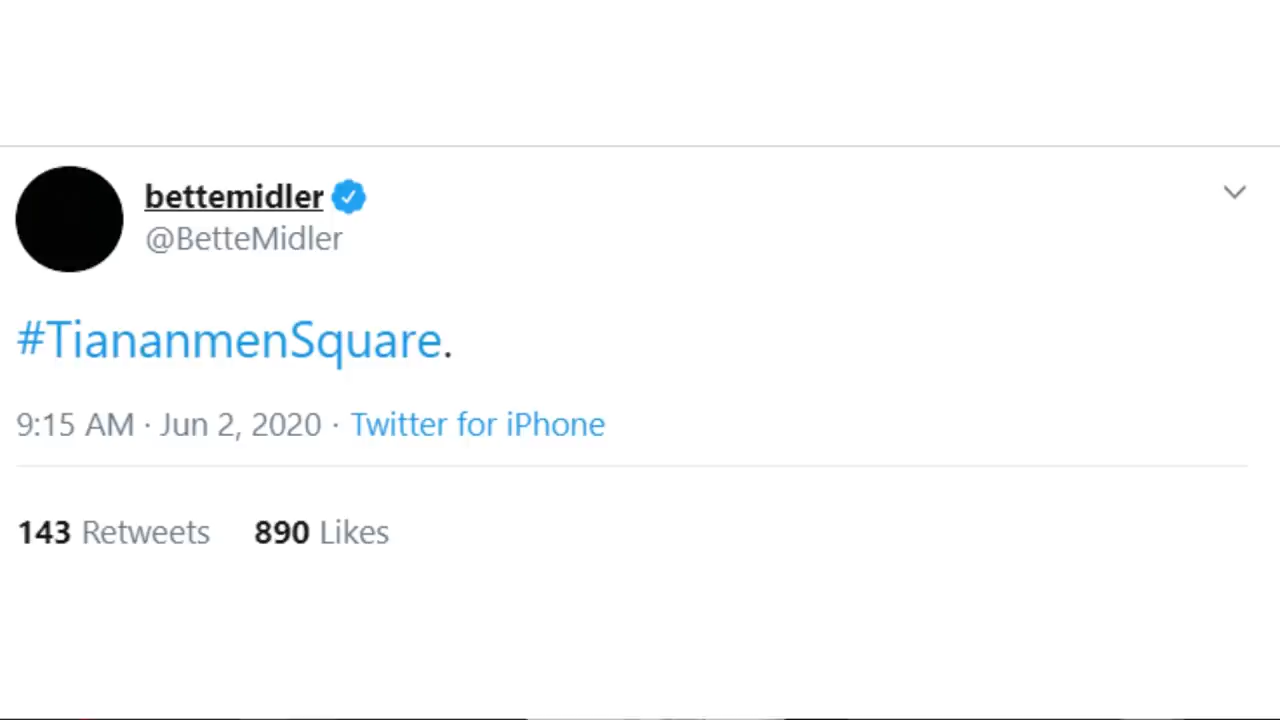 bettemidler
@BetteMidler
#TiananmenSquare.
9:15 AM · Jun 2, 2020 · Twitter for iPhone
143 Retweets 890 Likes